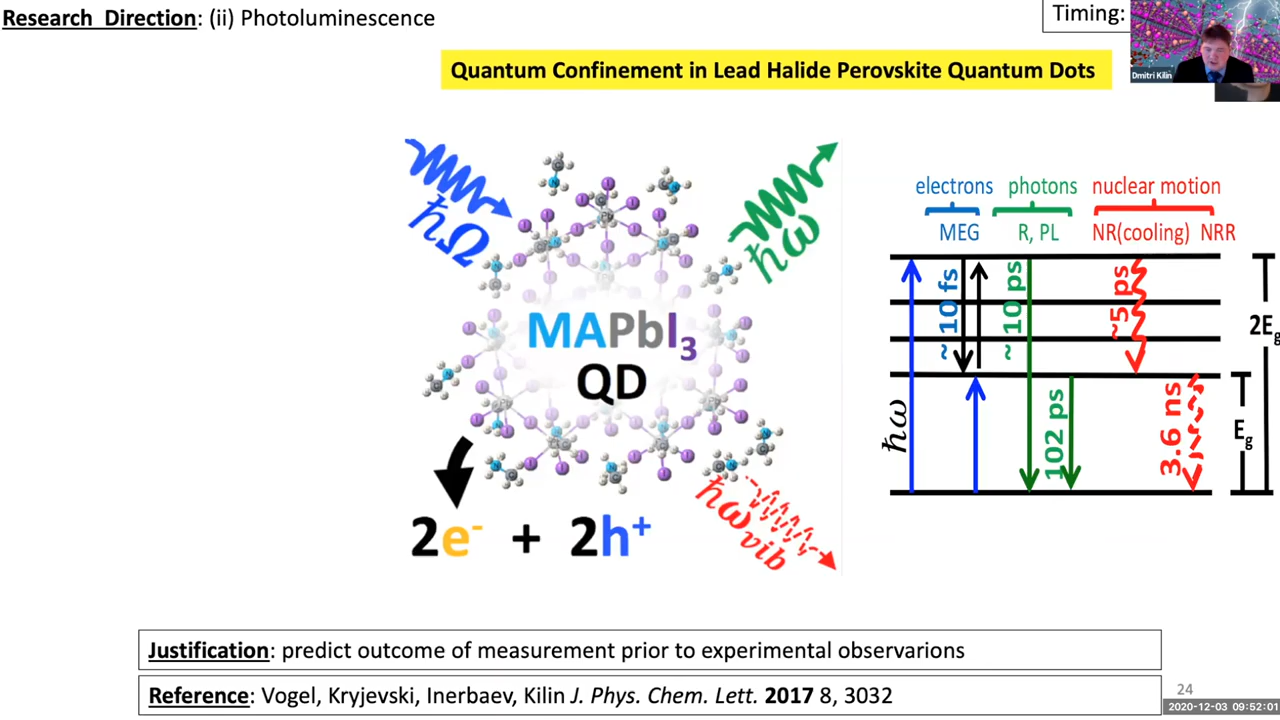 Research Direction: (ii) Photoluminescence
Timing:
Dmitri Kilin
Quantum Confinement in Lead Halide Perovskite Quantum Dots
ħΩ
ħω
MAPbI3
QD
2e- + 2h+
ħωvib
electrons photons nuclear motion
MEG R, PL NR(cooling) NRR
~ 10 fs
~ 10 ps
~5 ps
2Eg
ħω
102 ps
3.6 ns
Eg
Justification: predict outcome of measurement prior to experimental observarions
Reference: Vogel, Kryjevski, Inerbaev, Kilin J. Phys. Chem. Lett. 2017 8, 3032
24
2020-12-03 09:52:01